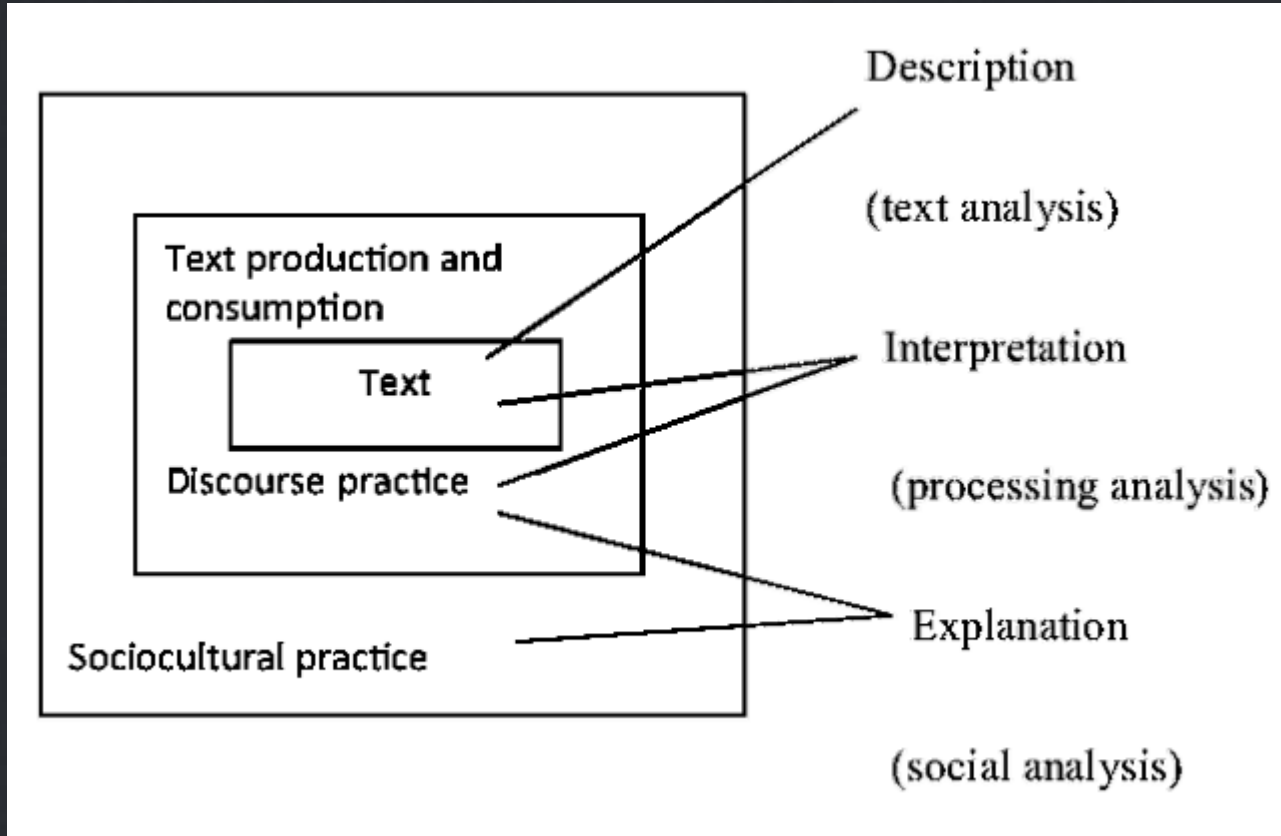 Description
(text analysis)
Text production and
consumption
Text
Interpretation
Discourse practice
(processing analysis)
Explanation
Sociocultural practice
(social analysis)